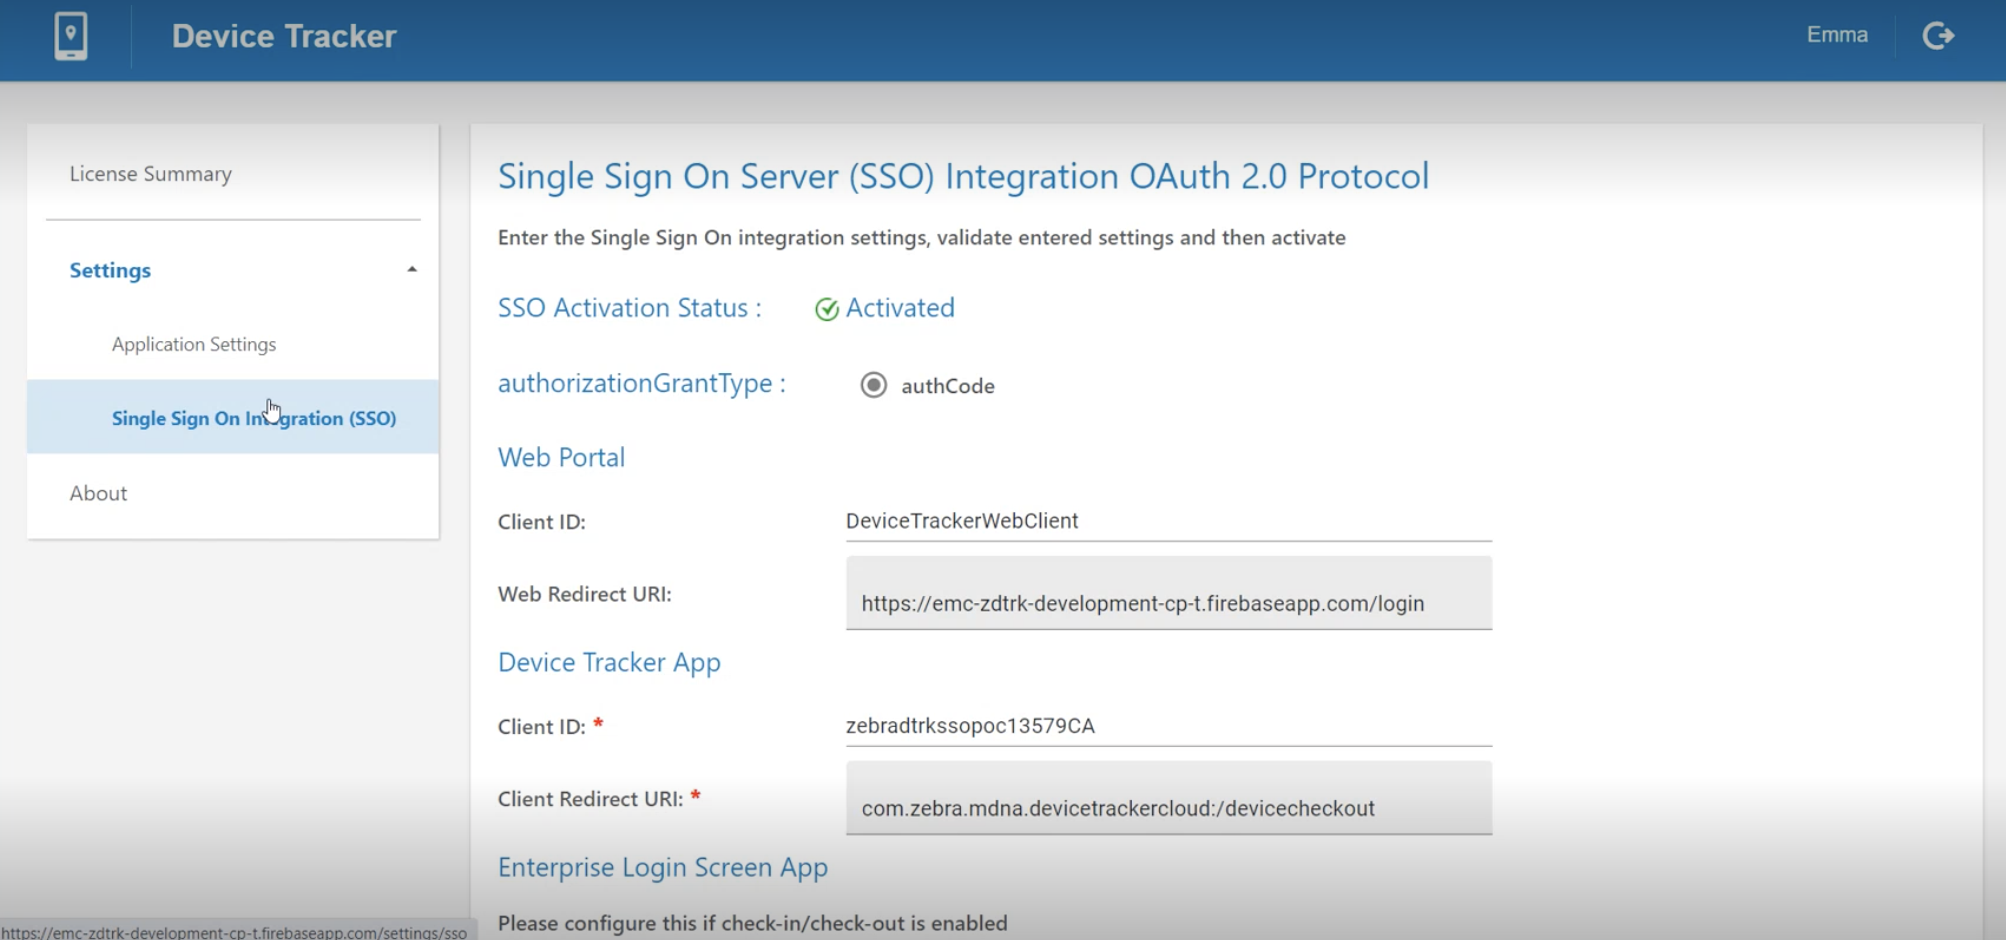 Device Tracker
Emma
License Summary
Settings
Application Settings
Single Sign On Integration (SSO)
About
Single Sign On Server (SSO) Integration OAuth 2.0 Protocol
Enter the Single Sign On integration settings, validate entered settings and then activate
SSO Activation Status : Activated
authorizationGrantType : authCode
Web Portal
Client ID: DeviceTrackerWebClient
Web Redirect URI: https://emc-zdtrk-development-cp-t.firebaseapp.com/login
Device Tracker App
Client ID: * zebradtrkssopoc13579CA
Client Redirect URI: * com.zebra.mdna.devicetrackercloud:/devicecheckout
Enterprise Login Screen App
Please configure this if check-in/check-out is enabled
https://emc-zdtrk-development-cp-t.firebaseapp.com/settings/sso